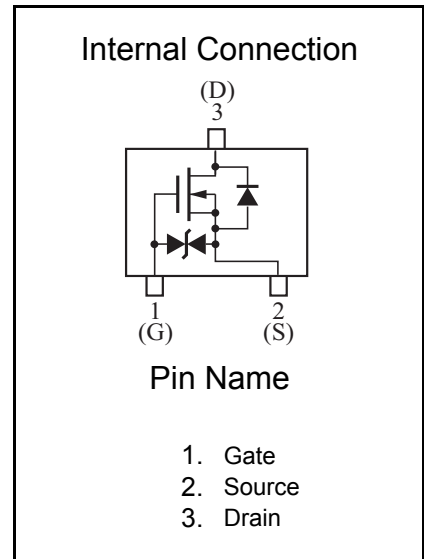 Internal Connection
(D)
3
1 2
(G) (S)
Pin Name
1. Gate
2. Source
3. Drain